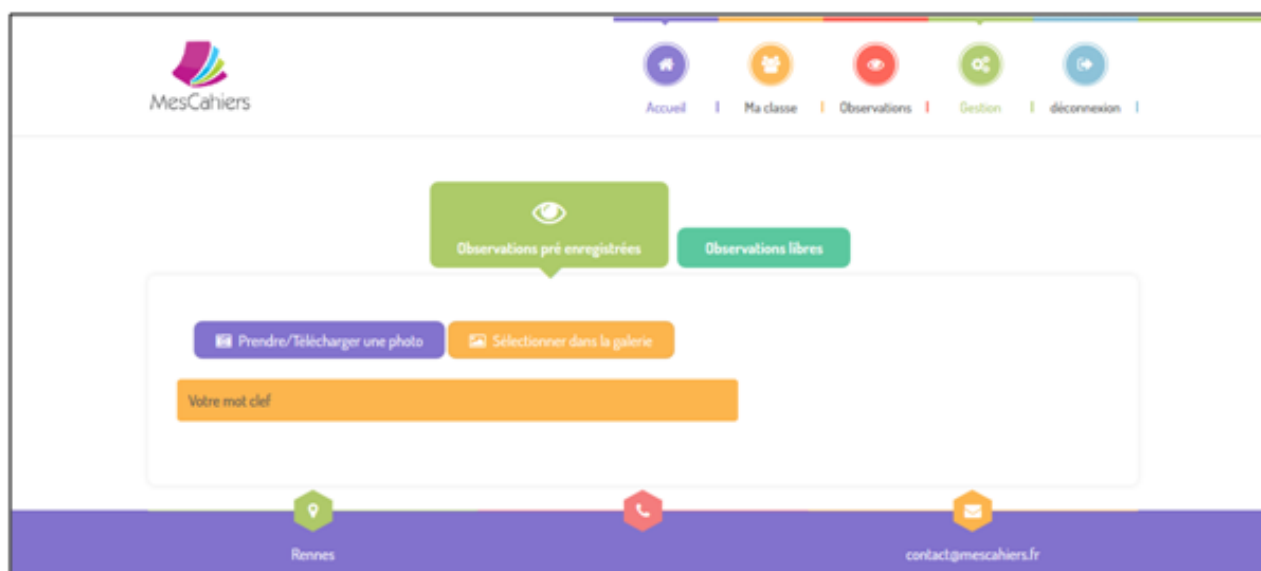 MesCahiers
Accueil
Ma classe
Observations
Gestion
déconnexion
Observations pré enregistrées
Observations libres
Prendre/Télécharger une photo
Sélectionner dans la galerie
Votre mot clef
Rennes
contact@mescahiers.fr